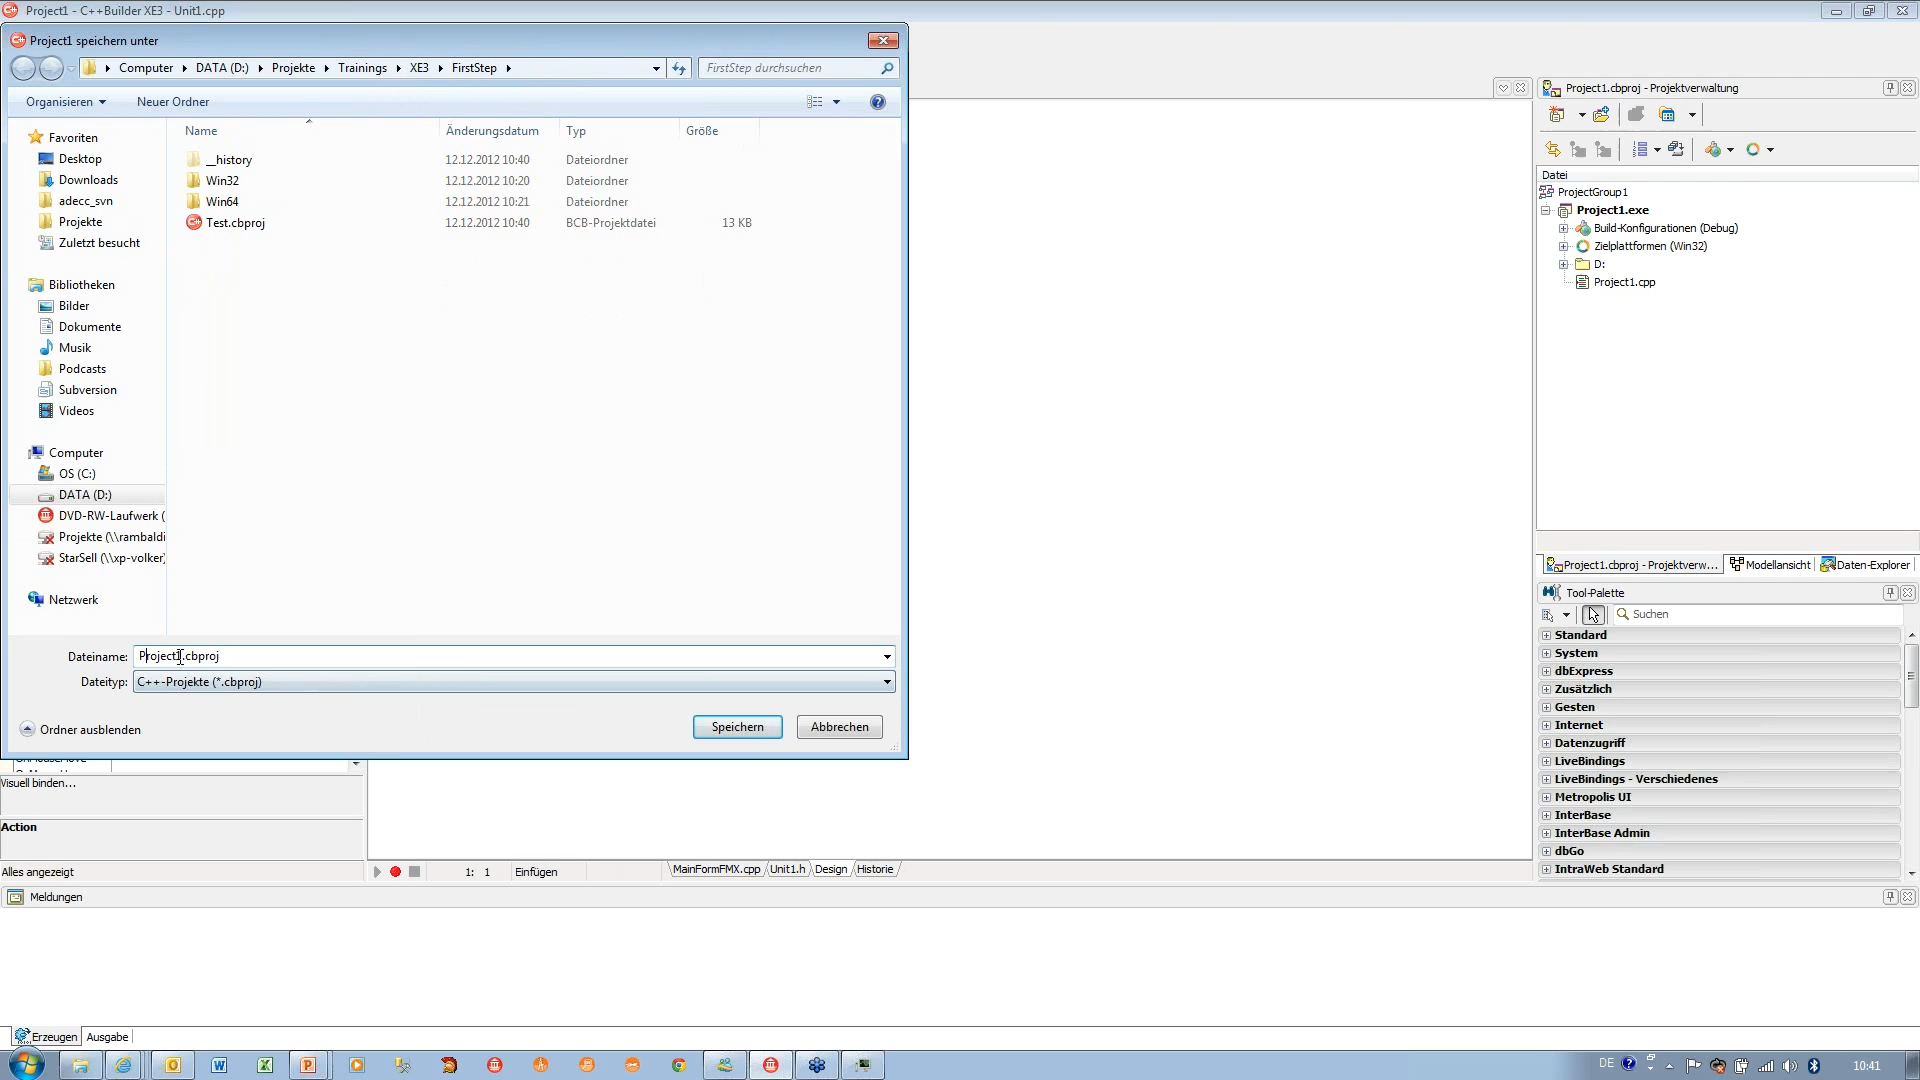 Project1 - C++Builder XE3 - Unit1.cpp
Project1 speichern unter
Computer DATA (D:) Projekte Trainings XE3 FirstStep
FirstStep durchsuchen
Organisieren Neuer Ordner
Name Änderungsdatum Typ Größe
__history 12.12.2012 10:40 Dateiordner
Win32 12.12.2012 10:20 Dateiordner
Win64 12.12.2012 10:21 Dateiordner
Test.cbproj 12.12.2012 10:40 BCB-Projektdatei 13 KB
Favoriten
Desktop
Downloads
adecc_svn
Projekte
Zuletzt besucht
Bibliotheken
Bilder
Dokumente
Musik
Podcasts
Subversion
Videos
Computer
OS (C:)
DATA (D:)
DVD-RW-Laufwerk (
Projekte (\\rambaldi
StarSell (\\xp-volker)
Netzwerk
Dateiname: Project1.cbproj
Dateityp: C++-Projekte (*.cbproj)
Ordner ausblenden
Speichern Abbrechen
Project1.cbproj - Projektverwaltung
Datei
ProjectGroup1
Project1.exe
Build-Konfigurationen (Debug)
Zielplattformen (Win32)
D:
Project1.cpp
Project1.cbproj - Projektverw... Modellansicht Daten-Explorer
Tool-Palette
Suchen
Standard
System
dbExpress
Zusätzlich
Gesten
Internet
Datenzugriff
LiveBindings
LiveBindings - Verschiedenes
Metropolis UI
InterBase
InterBase Admin
dbGo
IntraWeb Standard
Visuell binden...
Action
Alles angezeigt
1: 1 Einfügen
MainFormFMX.cpp Unit1.h Design Historie
Meldungen
Erzeugen Ausgabe
DE 10:41